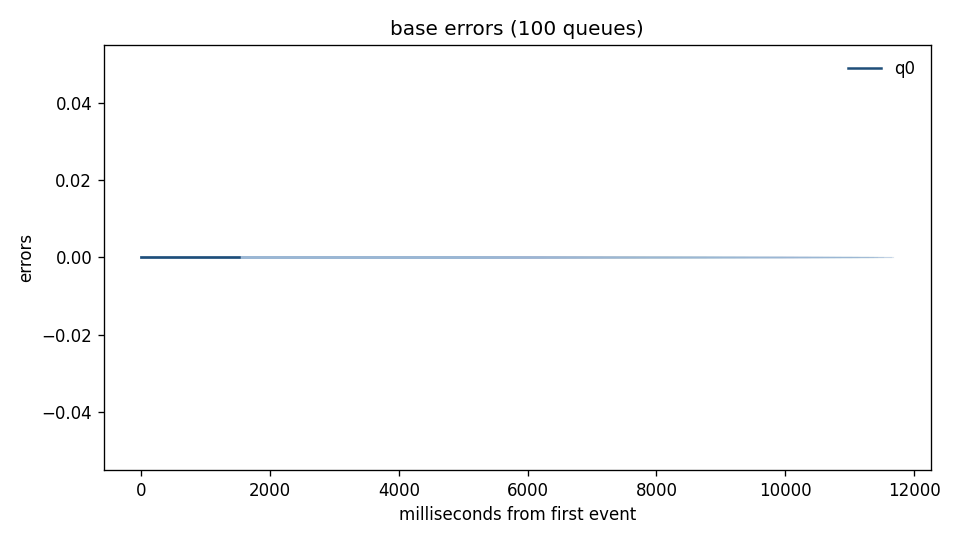 base errors (100 queues)
q0
0.04
0.02
0.00
−0.02
−0.04
errors
0 2000 4000 6000 8000 10000 12000
milliseconds from first event